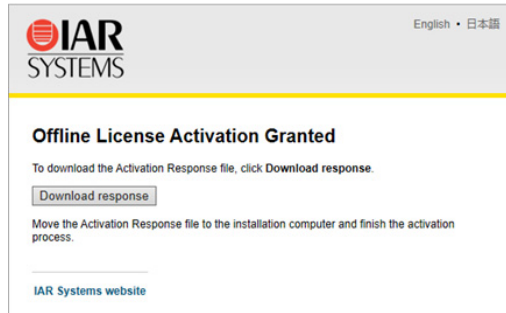 IAR
SYSTEMS
English • 日本語
Offline License Activation Granted
To download the Activation Response file, click Download response.
Download response
Move the Activation Response file to the installation computer and finish the activation
process.
IAR Systems website